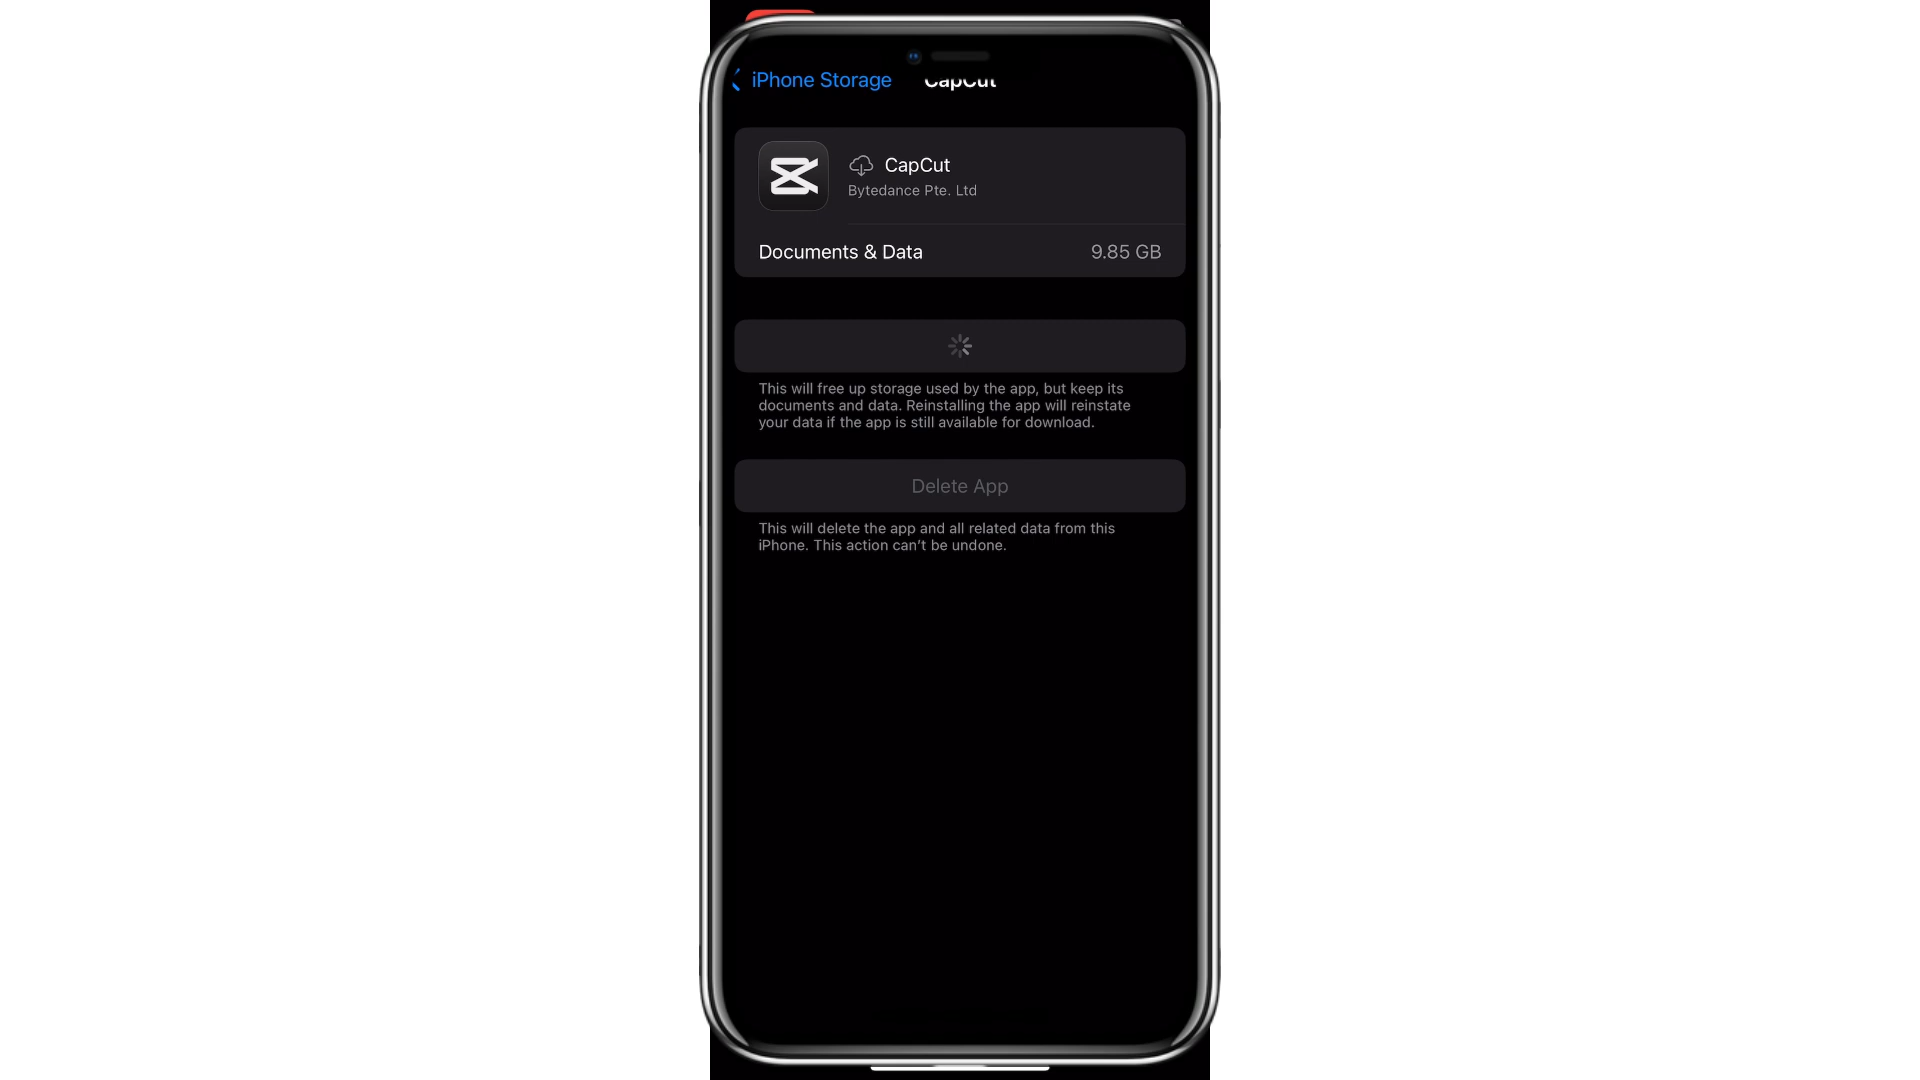 iPhone Storage
CapCut
CapCut
Bytedance Pte. Ltd
Documents & Data
9.85 GB
This will free up storage used by the app, but keep its
documents and data. Reinstalling the app will reinstate
your data if the app is still available for download.
Delete App
This will delete the app and all related data from this
iPhone. This action can’t be undone.